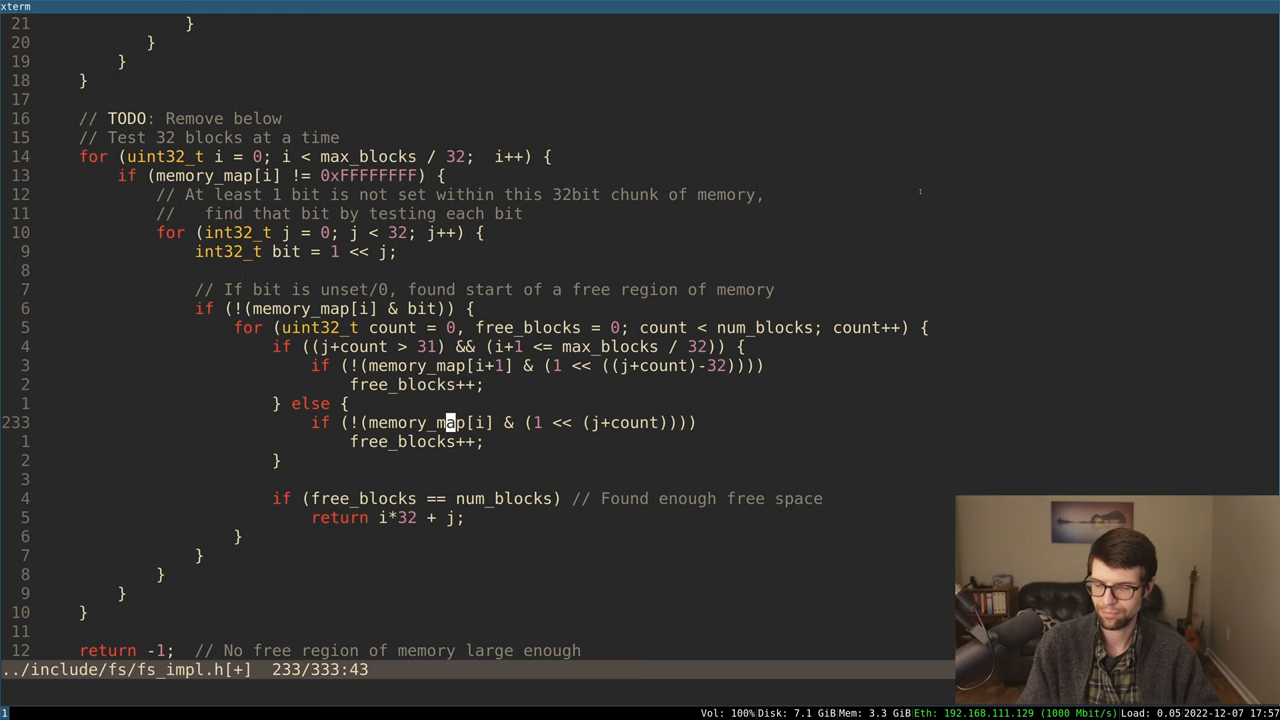 xterm
21                 }
20             }
19         }
18     }
17
16     // TODO: Remove below
15     // Test 32 blocks at a time
14     for (uint32_t i = 0; i < max_blocks / 32;  i++) {
13         if (memory_map[i] != 0xFFFFFFFF) {
12             // At least 1 bit is not set within this 32bit chunk of memory,
11             //   find that bit by testing each bit
10             for (int32_t j = 0; j < 32; j++) {
9                 int32_t bit = 1 << j;
8
7                 // If bit is unset/0, found start of a free region of memory
6                 if (!(memory_map[i] & bit)) {
5                     for (uint32_t count = 0, free_blocks = 0; count < num_blocks; count++) {
4                         if ((j+count > 31) && (i+1 <= max_blocks / 32)) {
3                             if (!(memory_map[i+1] & (1 << ((j+count)-32))))
2                                 free_blocks++;
1                         } else {
233                             if (!(memory_map[i] & (1 << (j+count))))
1                                 free_blocks++;
2                         }
3
4                         if (free_blocks == num_blocks) // Found enough free space
5                             return i*32 + j;
6                     }
7                 }
8             }
9         }
10     }
11
12     return -1;  // No free region of memory large enough
../include/fs/fs_impl.h[+]  233/333:43
1 Vol: 100% Disk: 7.1 GiB Mem: 3.3 GiB Eth: 192.168.111.129 (1000 Mbit/s) Load: 0.05 2022-12-07 17:57